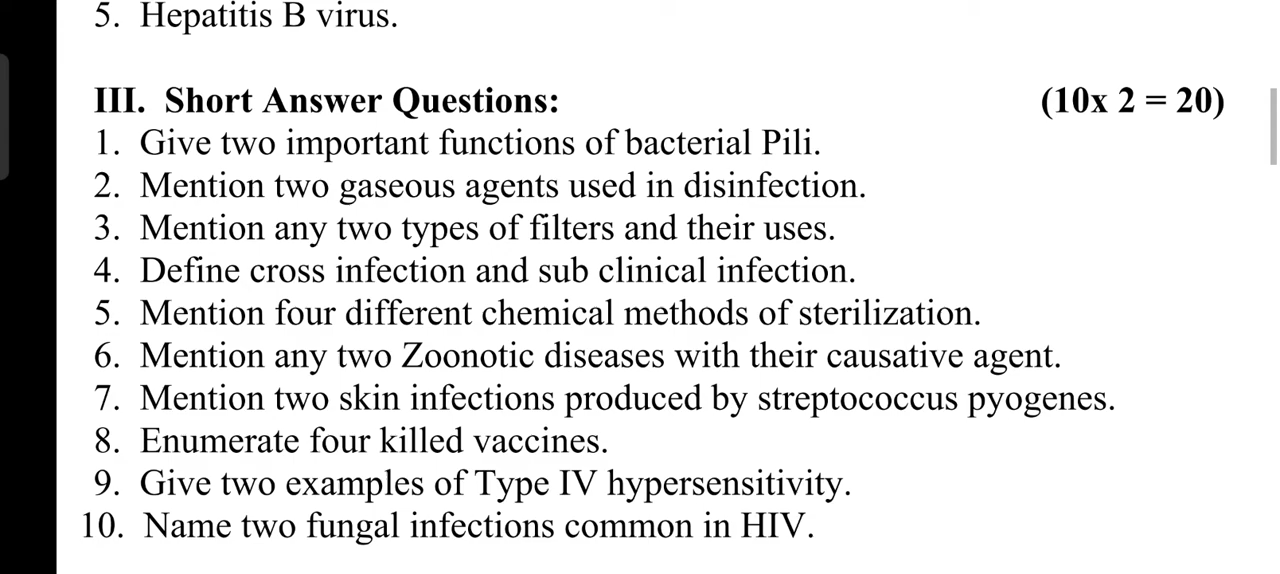 5. Hepatitis B virus.
III. Short Answer Questions: (10x 2 = 20)
1. Give two important functions of bacterial Pili.
2. Mention two gaseous agents used in disinfection.
3. Mention any two types of filters and their uses.
4. Define cross infection and sub clinical infection.
5. Mention four different chemical methods of sterilization.
6. Mention any two Zoonotic diseases with their causative agent.
7. Mention two skin infections produced by streptococcus pyogenes.
8. Enumerate four killed vaccines.
9. Give two examples of Type IV hypersensitivity.
10. Name two fungal infections common in HIV.